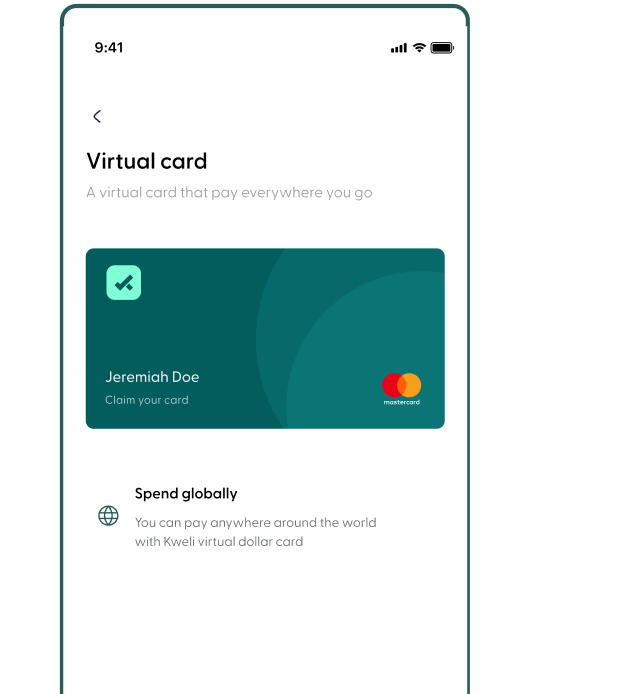 9:41
Virtual card
A virtual card that pay everywhere you go
Jeremiah Doe
Claim your card
mastercard
Spend globally
You can pay anywhere around the world
with Kweli virtual dollar card